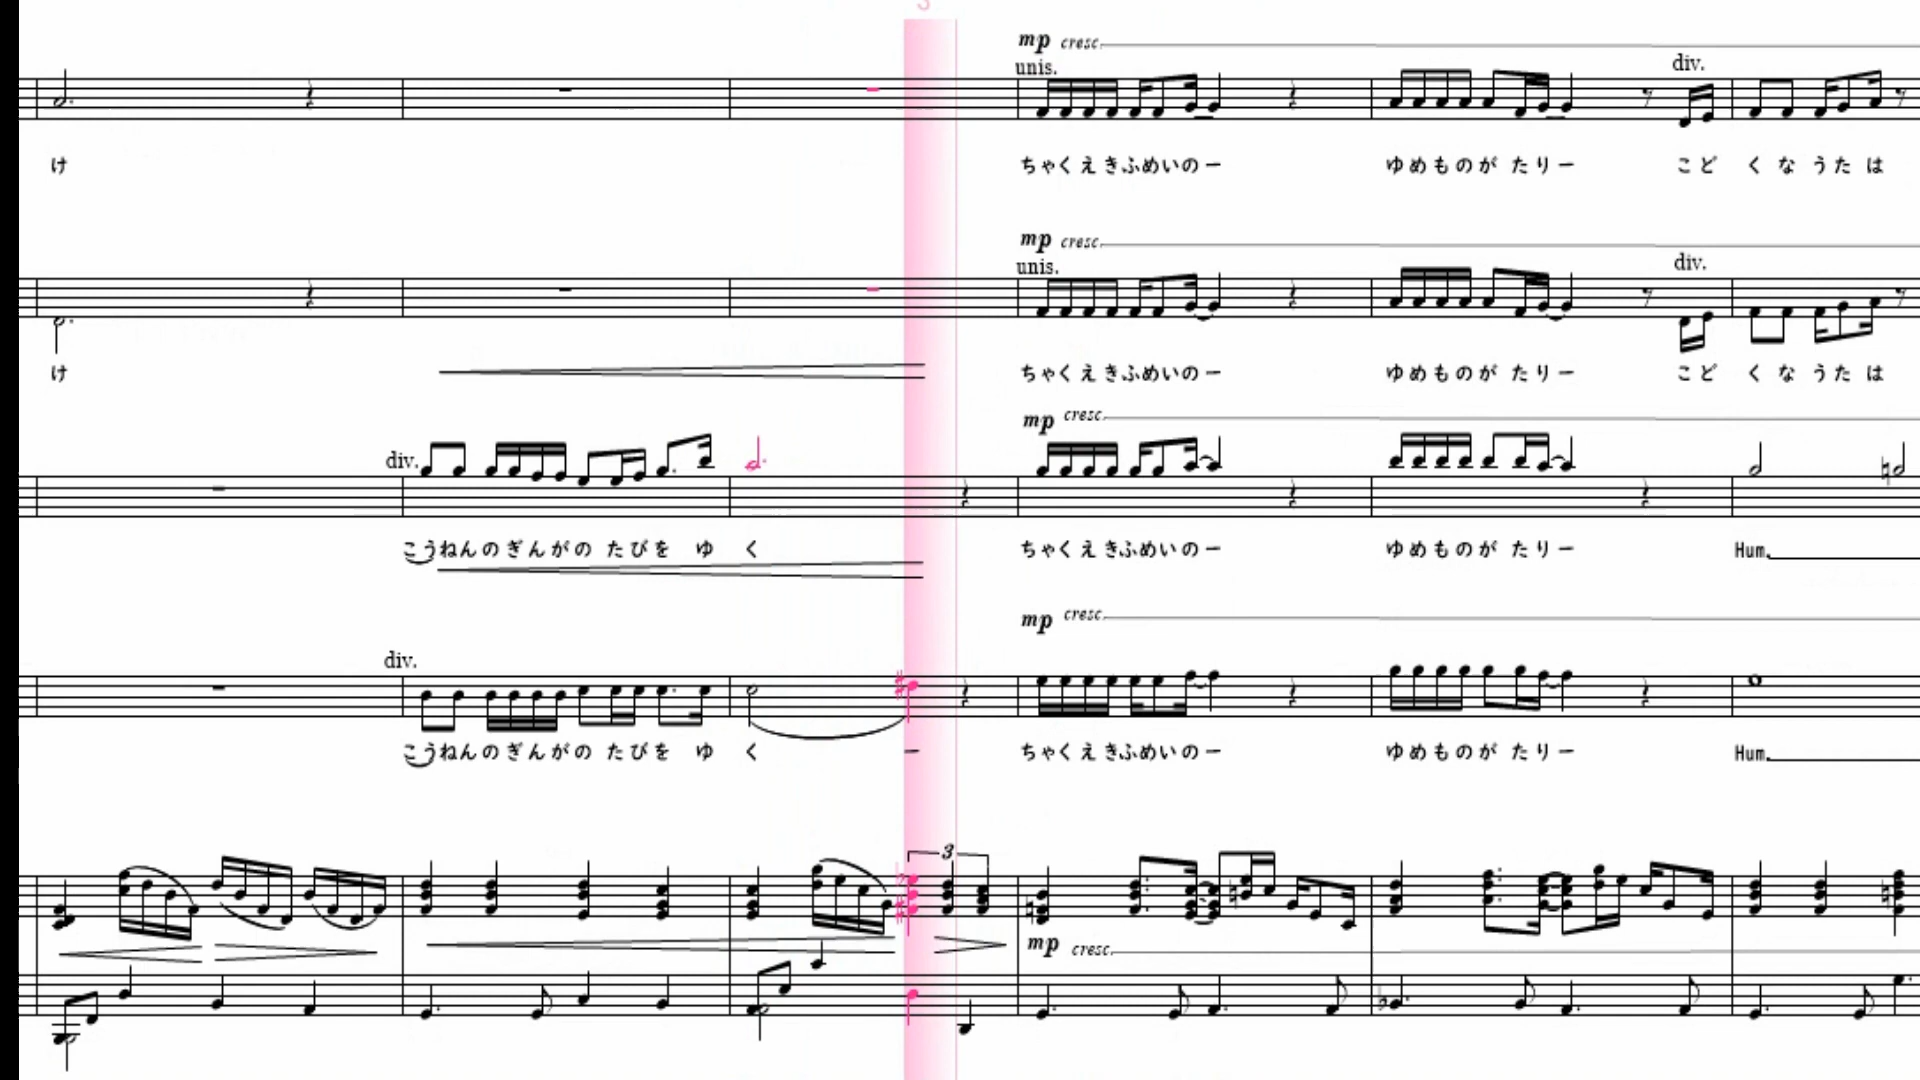 3
mp cresc.
unis.
div.
け ちゃくえきふめいのー ゆめものがたりー こどくなうたは
mp cresc.
unis.
div.
け ちゃくえきふめいのー ゆめものがたりー こどくなうたは
mp cresc.
div.
こうねんのぎんがのたびをゆく ちゃくえきふめいのー ゆめものがたりー Hum.
mp cresc.
div.
こうねんのぎんがのたびをゆくー ちゃくえきふめいのー ゆめものがたりー Hum.
3
mp cresc.